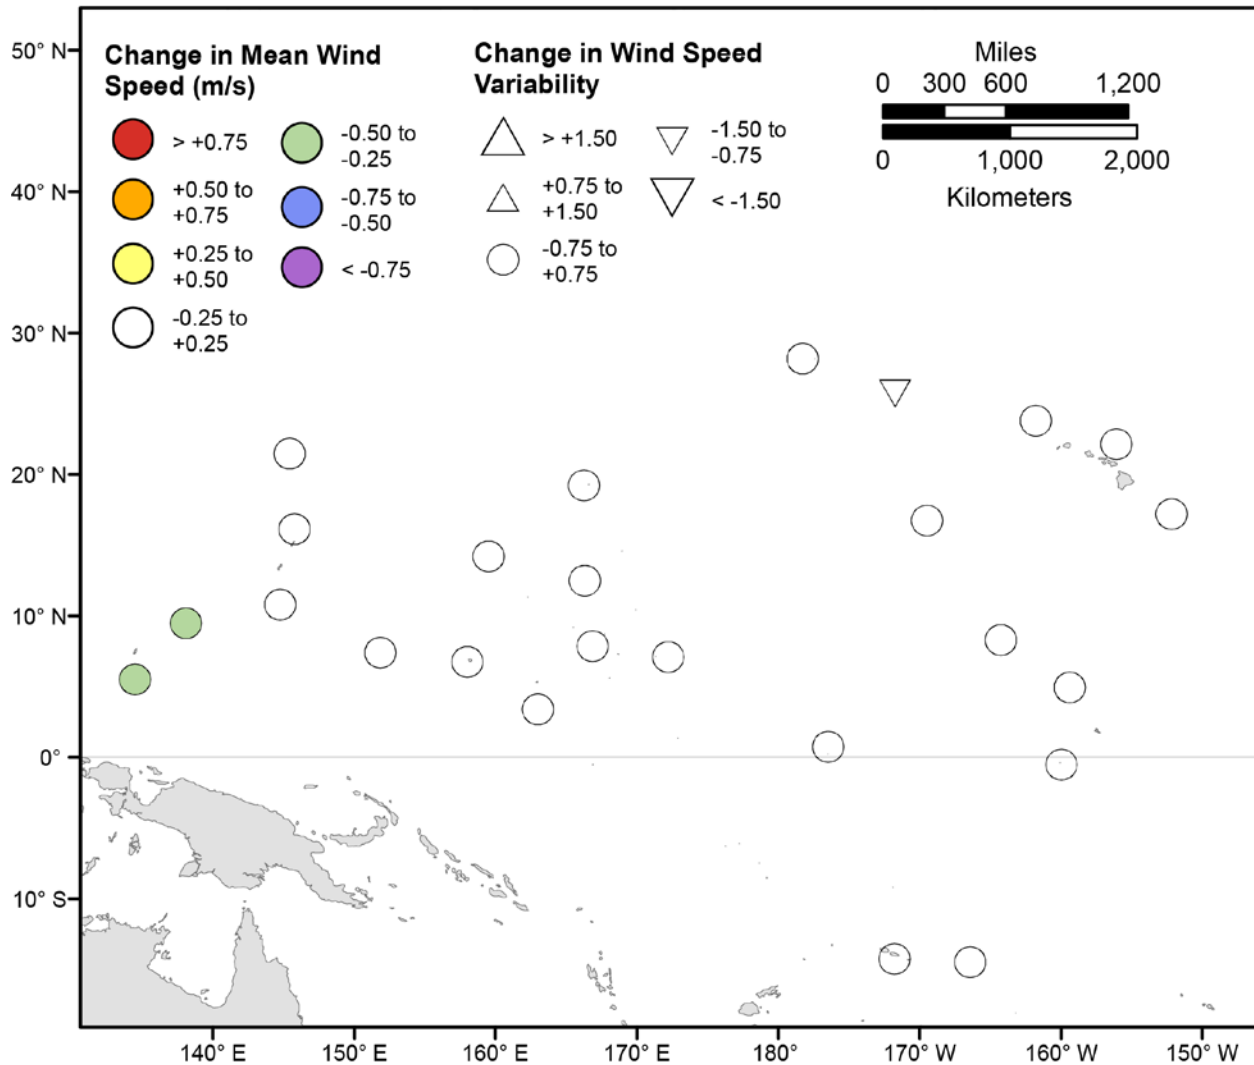 Change in Mean Wind
Speed (m/s)
> +0.75
+0.50 to
+0.75
+0.25 to
+0.50
-0.25 to
+0.25
-0.50 to
-0.25
-0.75 to
-0.50
< -0.75
Change in Wind Speed
Variability
> +1.50
+0.75 to
+1.50
-0.75 to
+0.75
-1.50 to
-0.75
< -1.50
Miles
0 300 600 1,200
0 1,000 2,000
Kilometers
50° N
40° N
30° N
20° N
10° N
0°
10° S
140° E 150° E 160° E 170° E 180° 170° W 160° W 150° W